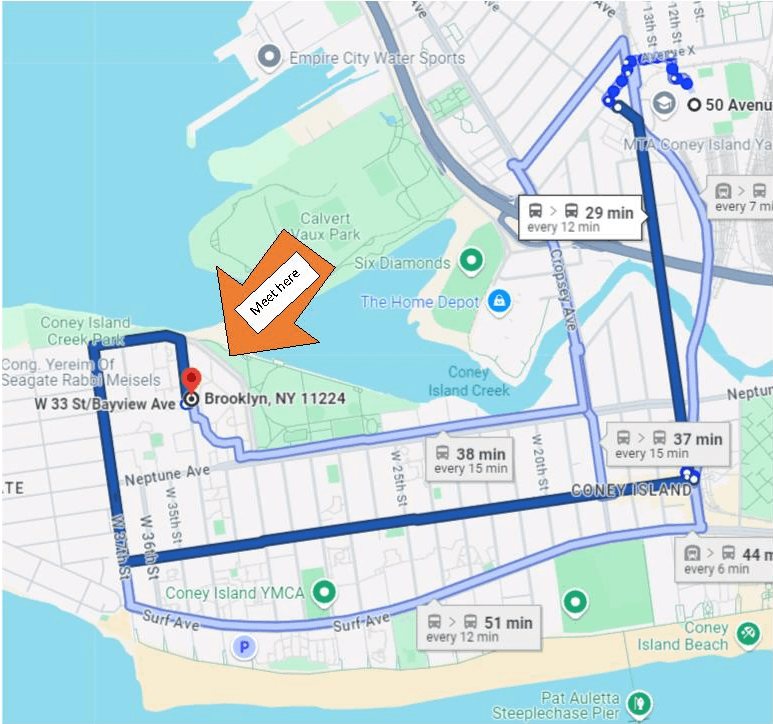 Ave
Ave
13th St
12th St
St.
Empire City Water Sports
Avenue X
50 Avenu
MTA Coney Island Ya
every 7 mi
Calvert
Vaux Park
29 min
every 12 min
Six Diamonds
Meet here
The Home Depot
Cropsey Ave
Coney Island
Creek Park
Cong. Yereim Of
Seagate Rabbi Meisels
Coney
Island Creek
W 33 St/Bayview Ave
Brooklyn, NY 11224
Neptun
37 min
every 15 min
38 min
every 15 min
W 20th St
W 25th St
Neptune Ave
W 35th St
W 36th St
W 37th St
TE
CONEY ISLAND
44 m
every 6 min
Coney Island YMCA
Surf Ave
Surf Ave
51 min
every 12 min
P
Coney
Island Beach
Pat Auletta
Steeplechase Pier